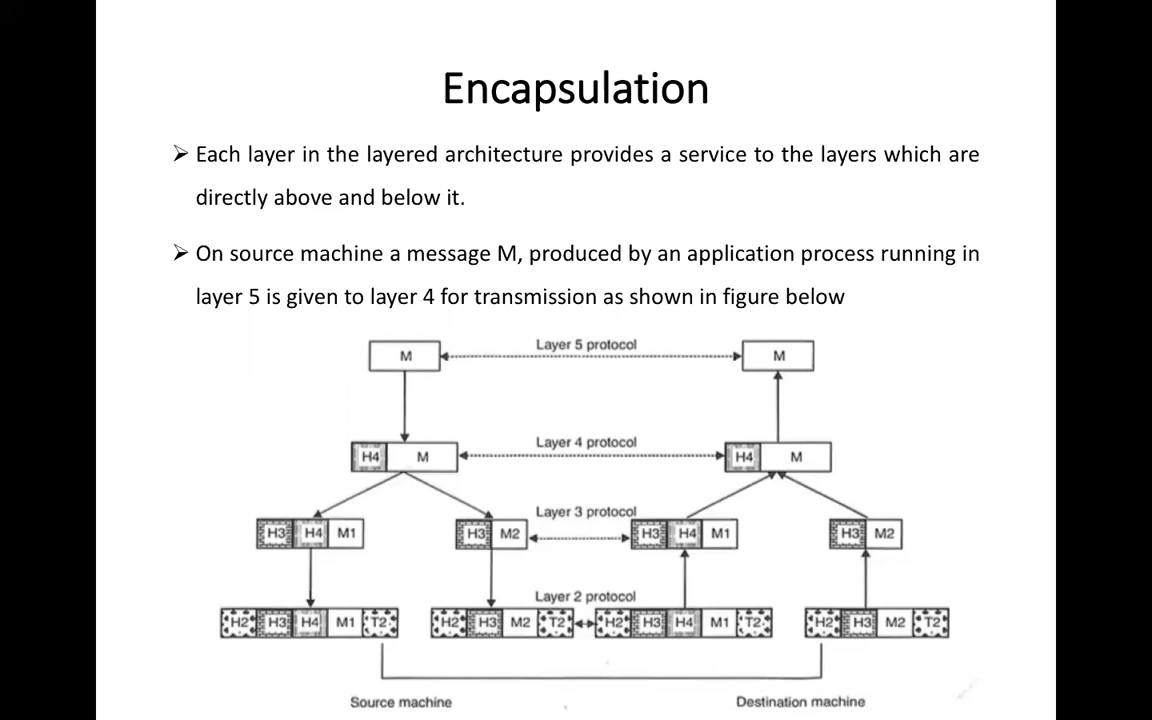 Encapsulation
➢ Each layer in the layered architecture provides a service to the layers which are
directly above and below it.
➢ On source machine a message M, produced by an application process running in
layer 5 is given to layer 4 for transmission as shown in figure below
M Layer 5 protocol M
H4 M Layer 4 protocol H4 M
Layer 3 protocol
H3 H4 M1 H3 M2 H3 H4 M1 H3 M2
Layer 2 protocol
H2 H3 H4 M1 T2 H2 H3 M2 T2 H2 H3 H4 M1 T2 H2 H3 M2 T2
Source machine Destination machine